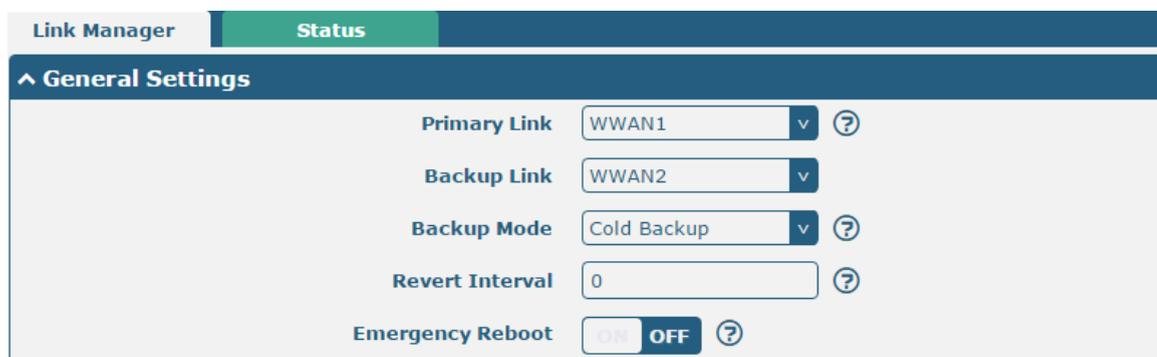 Link Manager Status
General Settings
Primary Link WWAN1 v ?
Backup Link WWAN2 v
Backup Mode Cold Backup v ?
Revert Interval 0 ?
Emergency Reboot ON OFF ?